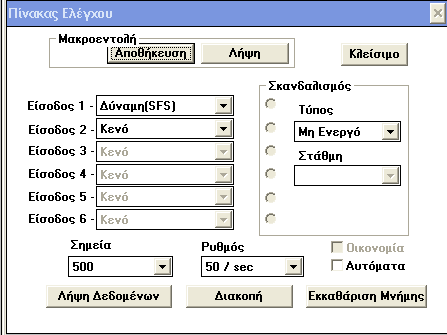 Πίνακας Ελέγχου
Μακροεντολή
Αποθήκευση Λήψη Κλείσιμο
Σκανδαλισμός
Είσοδος 1 - Δύναμη(SFS) Τύπος
Είσοδος 2 - Κενό Μη Ενεργό
Είσοδος 3 - Κενό Στάθμη
Είσοδος 4 - Κενό
Είσοδος 5 - Κενό
Είσοδος 6 - Κενό
Σημεία Ρυθμός Οικονομία
500 50 / sec Αυτόματα
Λήψη Δεδομένων Διακοπή Εκκαθάριση Μνήμης